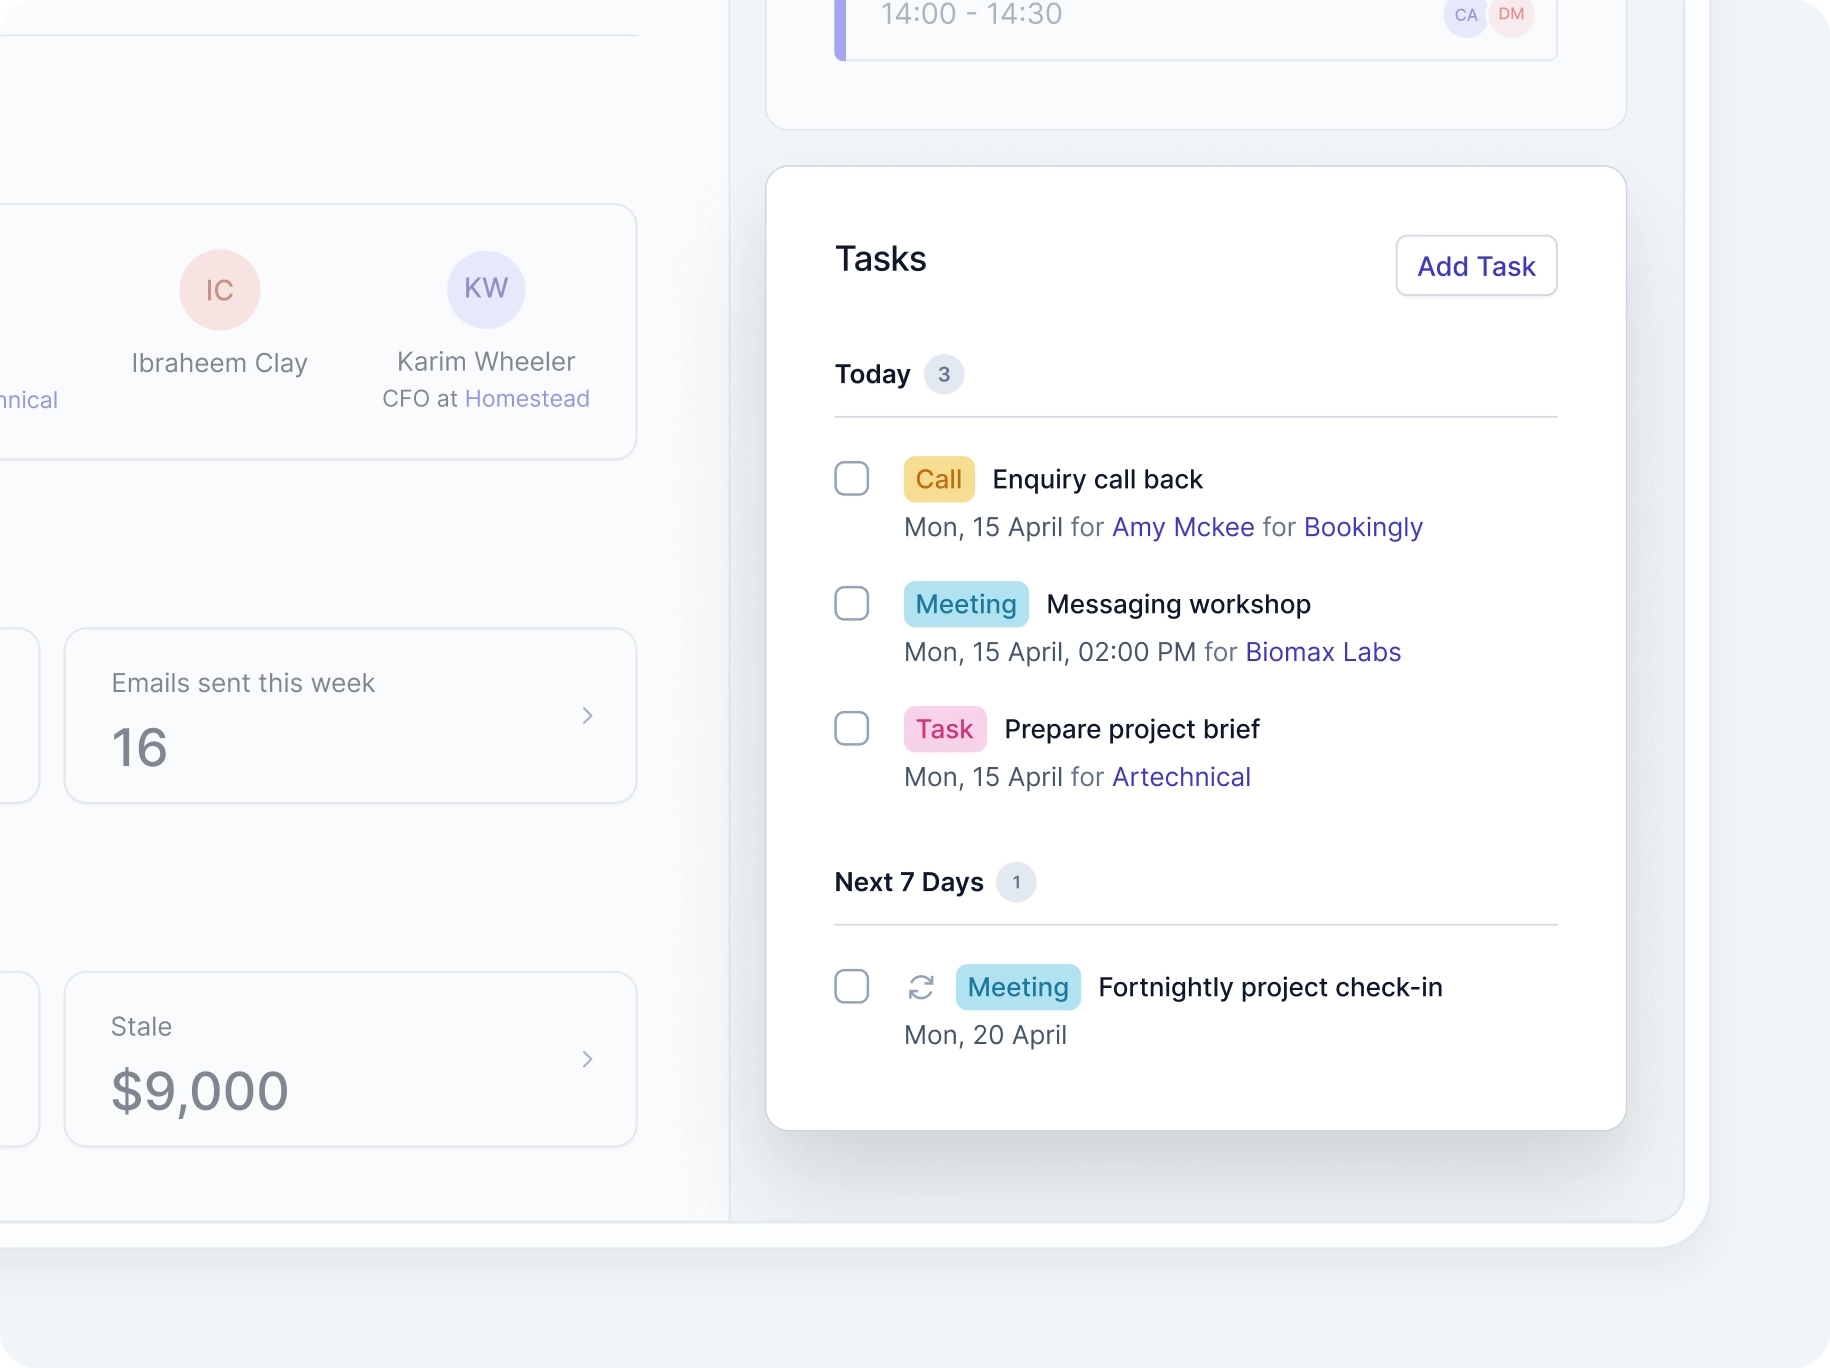 14:00 - 14:30
CA
DM
IC
KW
Ibraheem Clay
Karim Wheeler
CFO at Homestead
Emails sent this week
16
Stale
$9,000
Tasks
Add Task
Today 3
Call Enquiry call back
Mon, 15 April for Amy Mckee for Bookingly
Meeting Messaging workshop
Mon, 15 April, 02:00 PM for Biomax Labs
Task Prepare project brief
Mon, 15 April for Artechnical
Next 7 Days 1
Meeting Fortnightly project check-in
Mon, 20 April